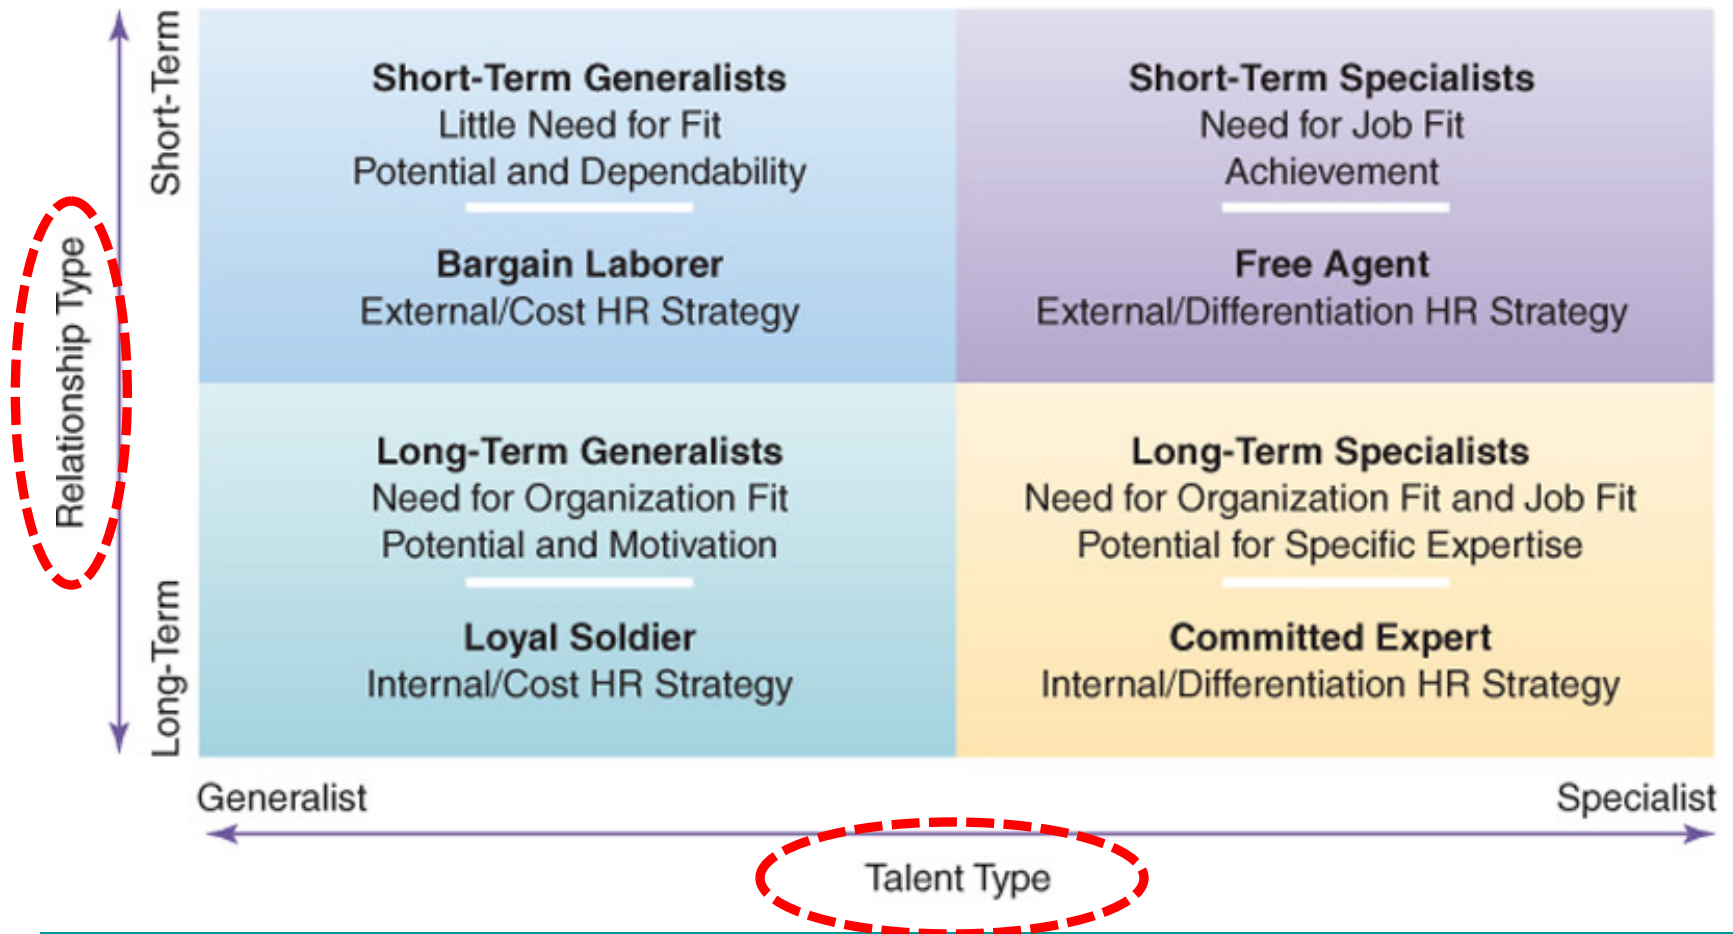 Relationship Type
Short-Term
Long-Term
Short-Term Generalists
Little Need for Fit
Potential and Dependability
Bargain Laborer
External/Cost HR Strategy
Short-Term Specialists
Need for Job Fit
Achievement
Free Agent
External/Differentiation HR Strategy
Long-Term Generalists
Need for Organization Fit
Potential and Motivation
Loyal Soldier
Internal/Cost HR Strategy
Long-Term Specialists
Need for Organization Fit and Job Fit
Potential for Specific Expertise
Committed Expert
Internal/Differentiation HR Strategy
Generalist
Specialist
Talent Type